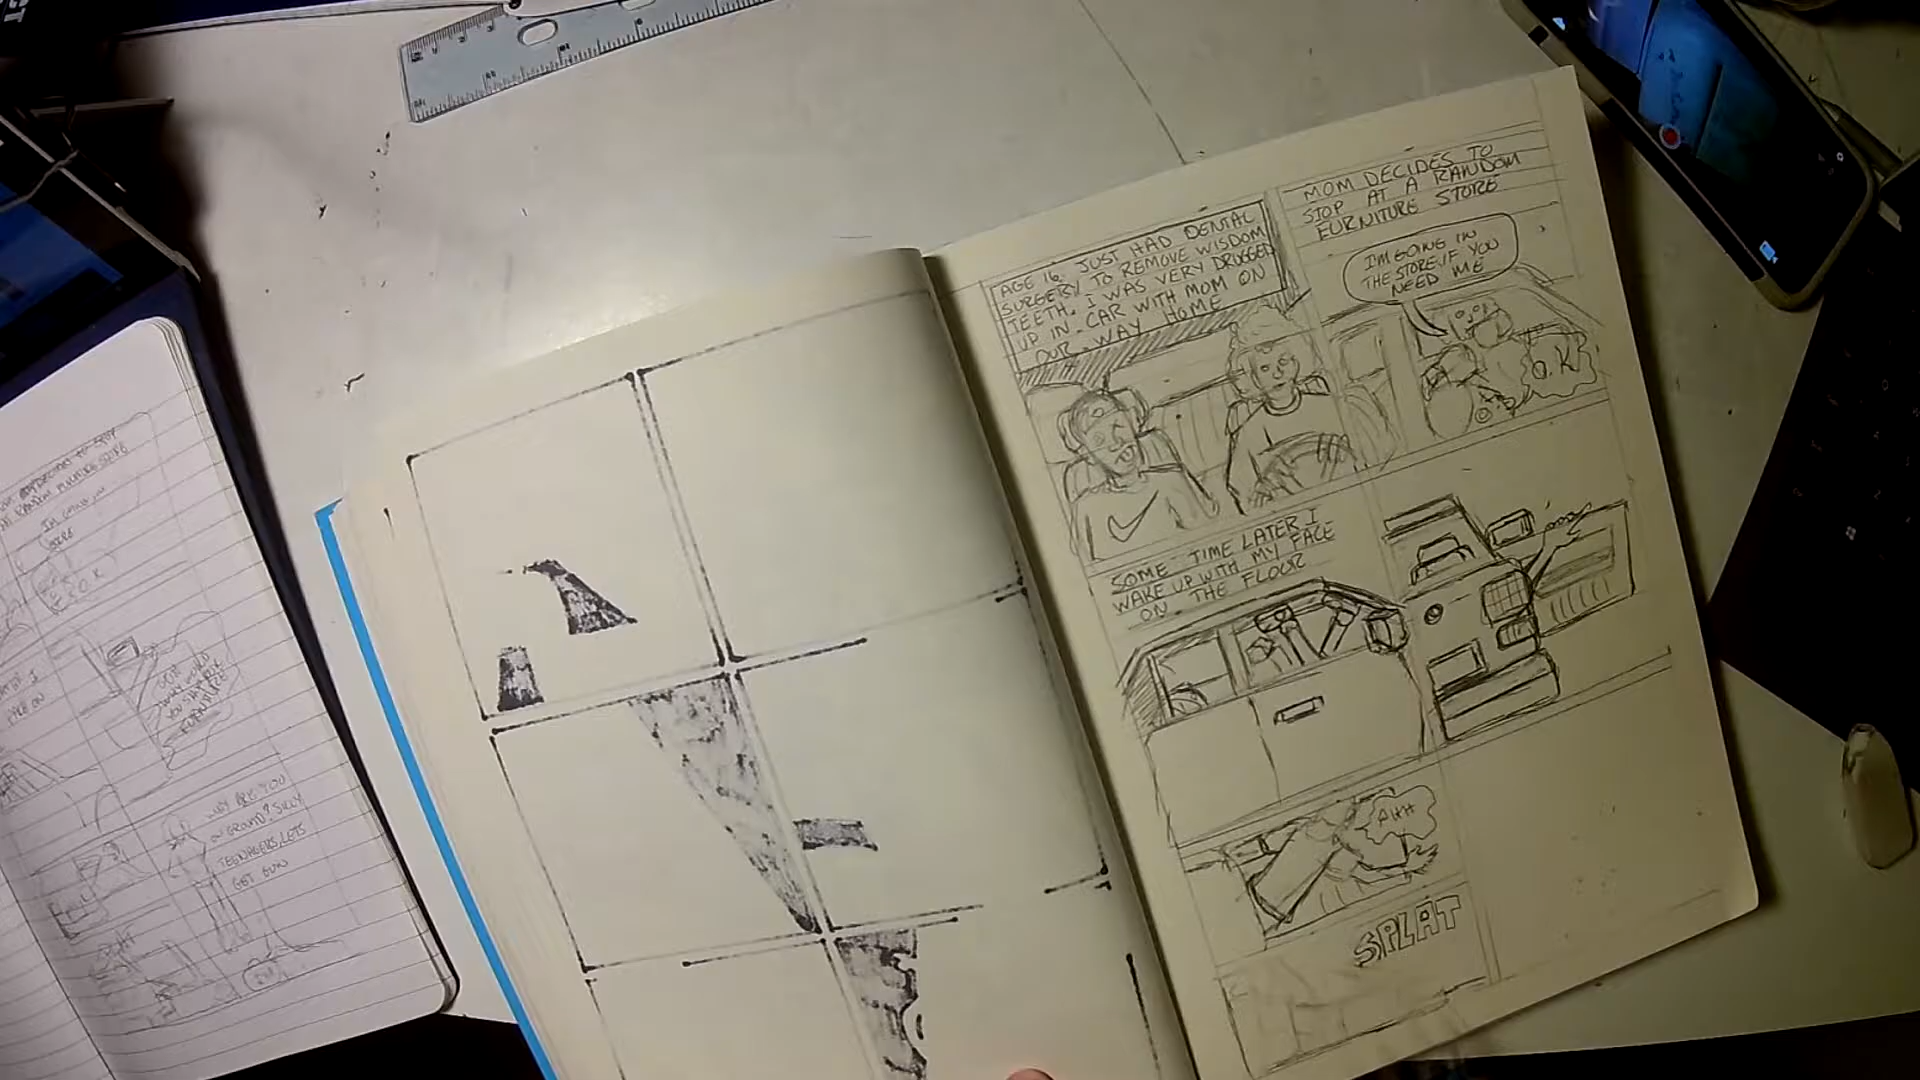 AGE 16. JUST HAD DENTAL
SURGERY TO REMOVE WISDOM
TEETH. I WAS VERY DRUGGED
UP IN CAR WITH MOM ON
OUR WAY HOME
MOM DECIDES TO
STOP AT A RANDOM
FURNITURE STORE
I'M GOING IN
THE STORE, IF YOU
NEED ME
O.K
SOME TIME LATER I
WAKE UP WITH MY FACE
ON THE FLOOR
AHH
SPLAT
WHY ARE YOU
ON GROUND? SILLY
TEENAGERS, LETS
GET